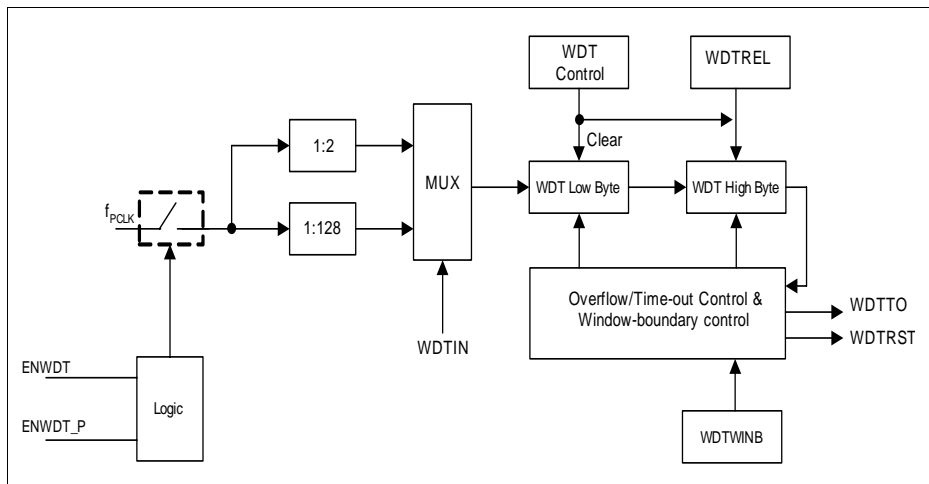 WDT
Control
WDTREL
1:2
Clear
MUX
WDT Low Byte
WDT High Byte
fPCLK
1:128
Overflow/Time-out Control &
Window-boundary control
WDTTO
WDTIN
WDTRST
ENWDT
Logic
ENWDT_P
WDTWINB